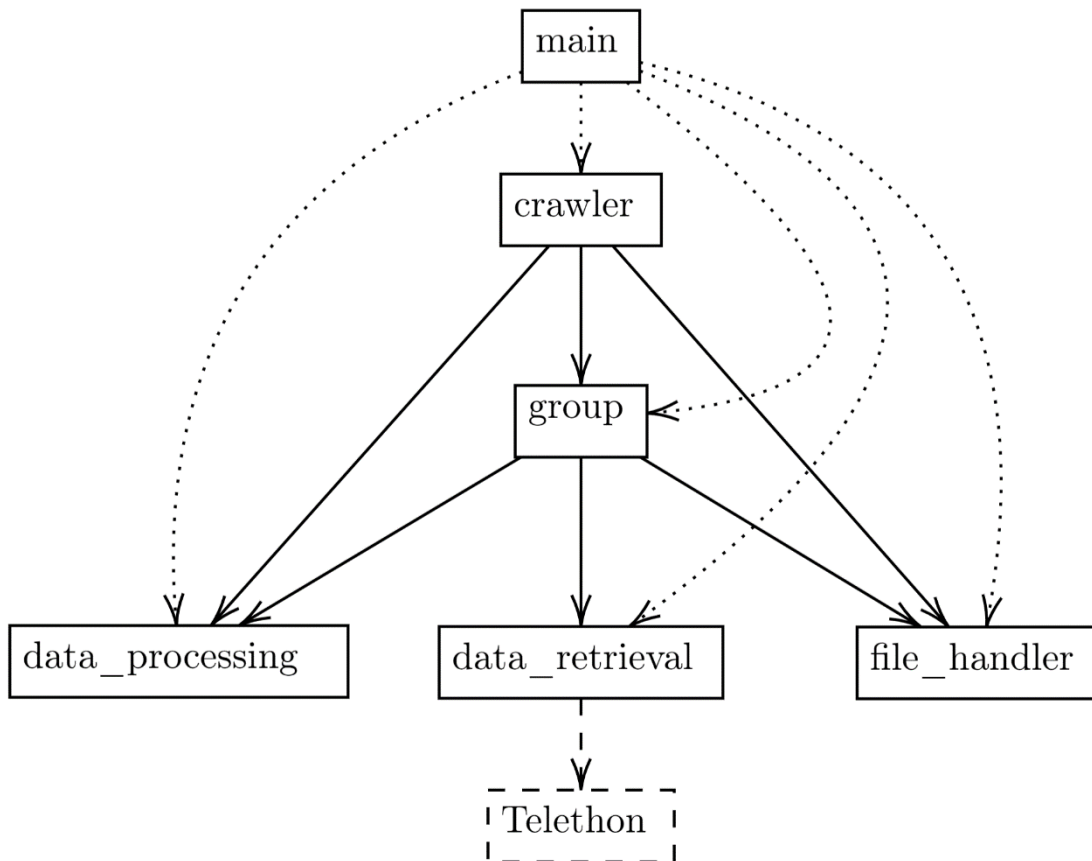 main
crawler
group
data_processing
data_retrieval
file_handler
Telethon